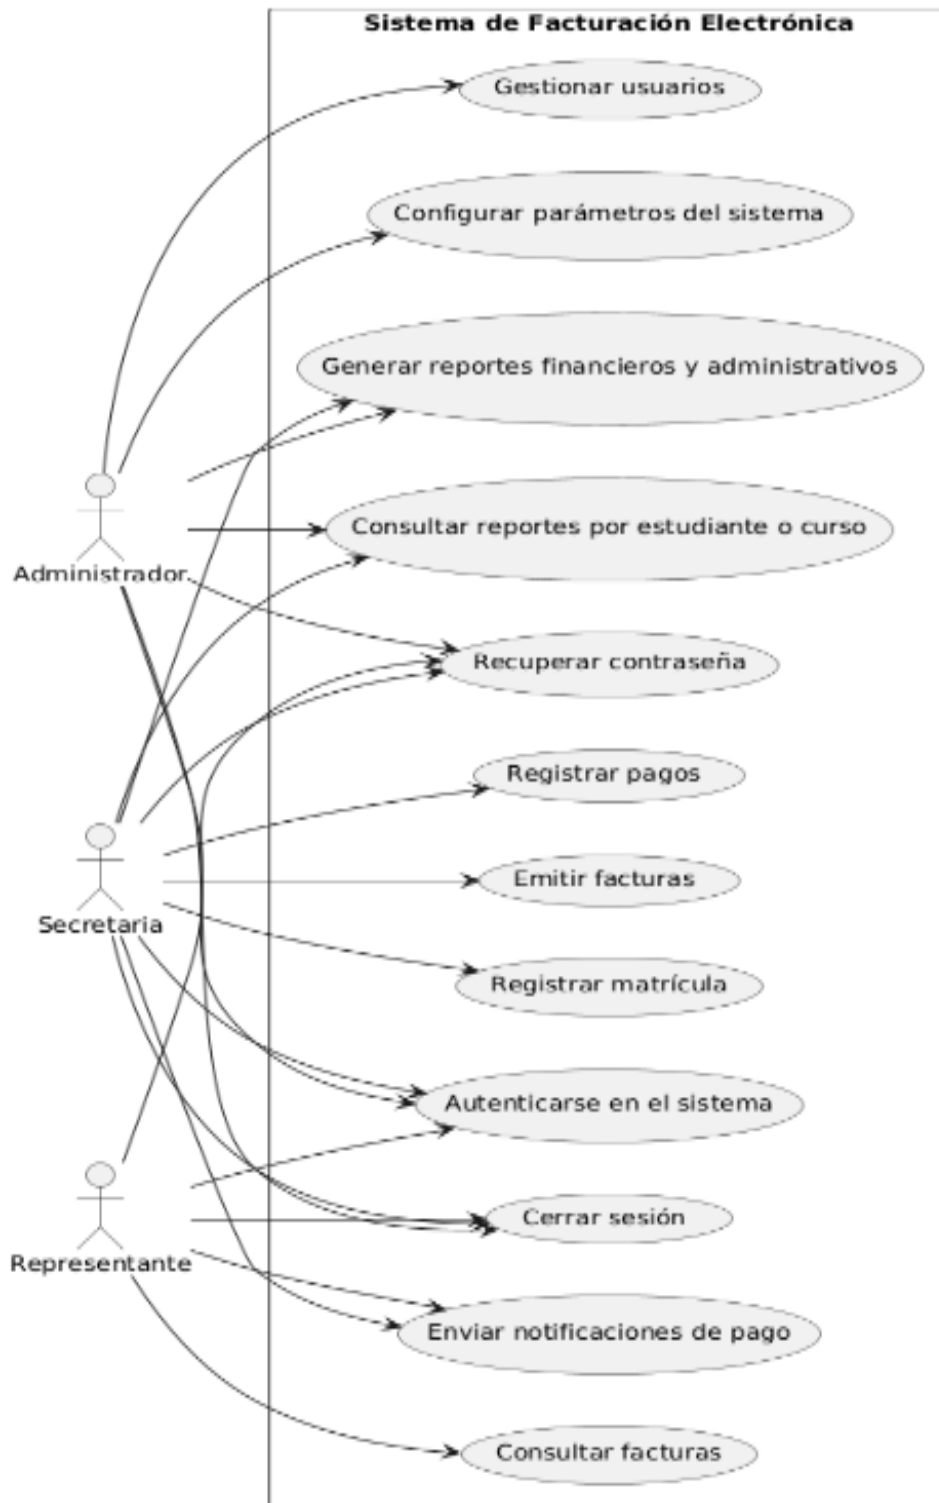 Sistema de Facturación Electrónica
Gestionar usuarios
Configurar parámetros del sistema
Generar reportes financieros y administrativos
Consultar reportes por estudiante o curso
Administrador
Recuperar contraseña
Registrar pagos
Emitir facturas
Secretaria
Registrar matrícula
Autenticarse en el sistema
Cerrar sesión
Representante
Enviar notificaciones de pago
Consultar facturas